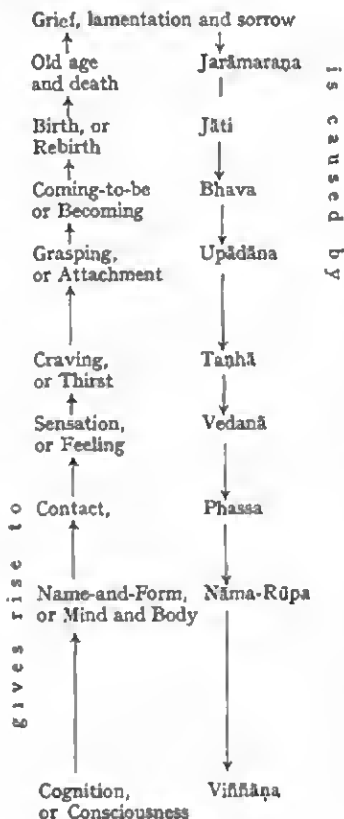 Grief, lamentation and sorrow
Old age
and death
Jarāmaraṇa
Birth, or
Rebirth
Jāti
Coming-to-be
or Becoming
Bhava
Grasping,
or Attachment
Upādāna
Craving,
or Thirst
Taṇhā
Sensation,
or Feeling
Vedanā
Contact,
Phassa
Name-and-Form,
or Mind and Body
Nāma-Rūpa
Cognition,
or Consciousness
Viññāṇa
gives rise to
is caused by